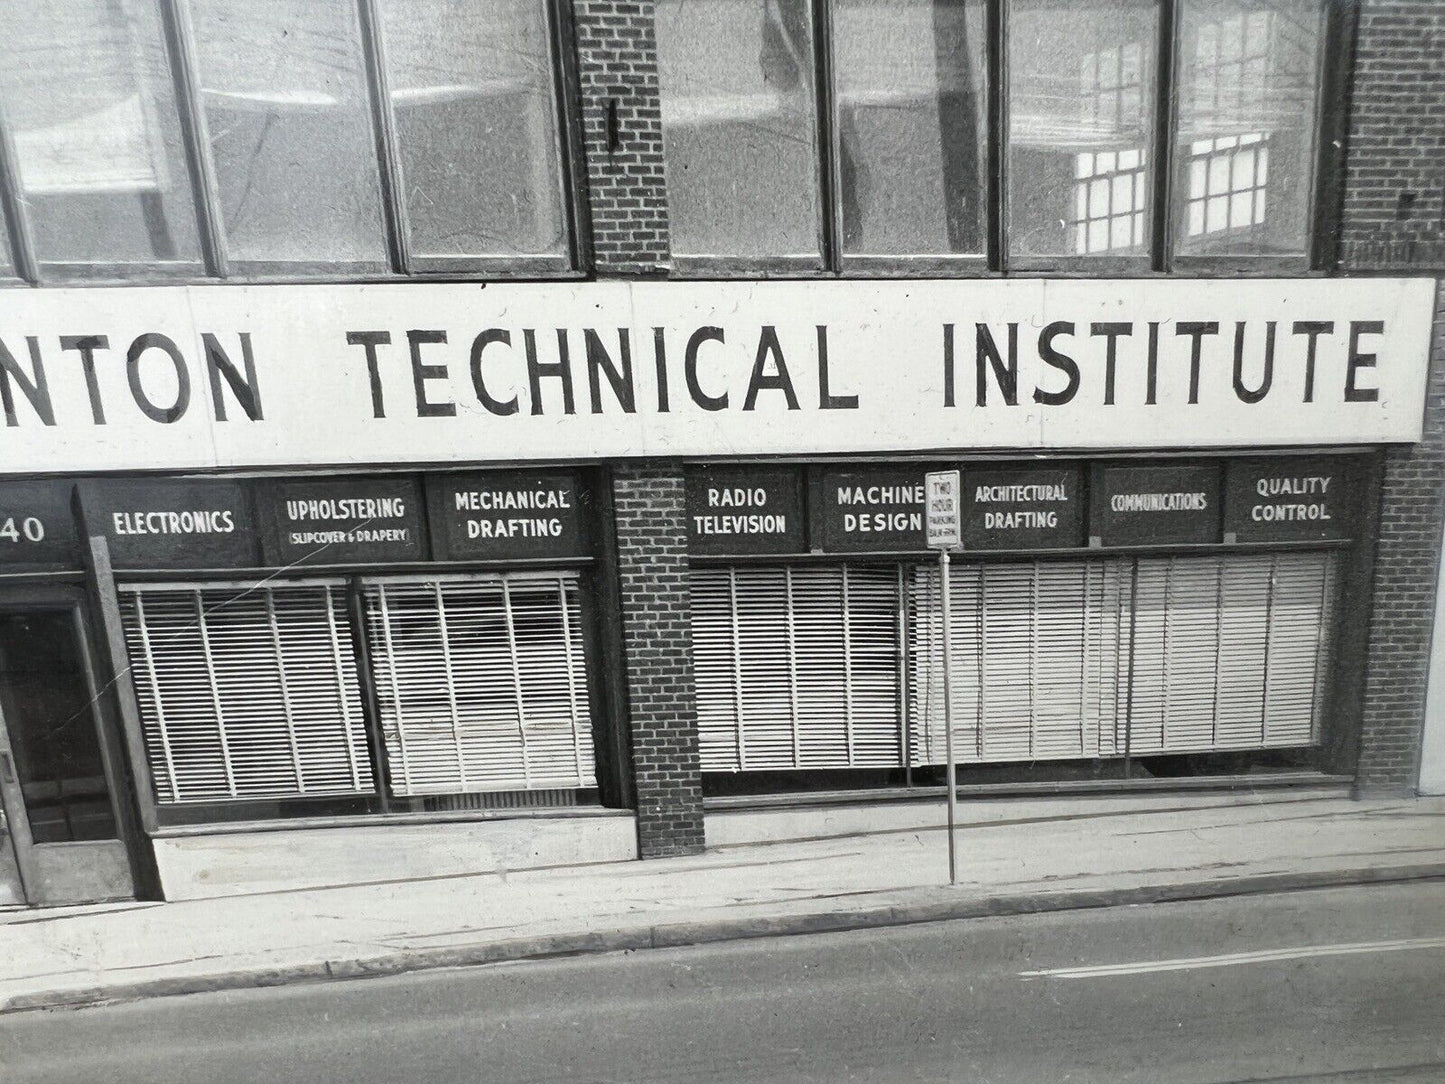 NTON TECHNICAL INSTITUTE
40
ELECTRONICS
UPHOLSTERING
(SLIPCOVER & DRAPERY)
MECHANICAL
DRAFTING
RADIO
TELEVISION
MACHINE
DESIGN
TWO
HOUR
PARKING
ARCHITECTURAL
DRAFTING
COMMUNICATIONS
QUALITY
CONTROL